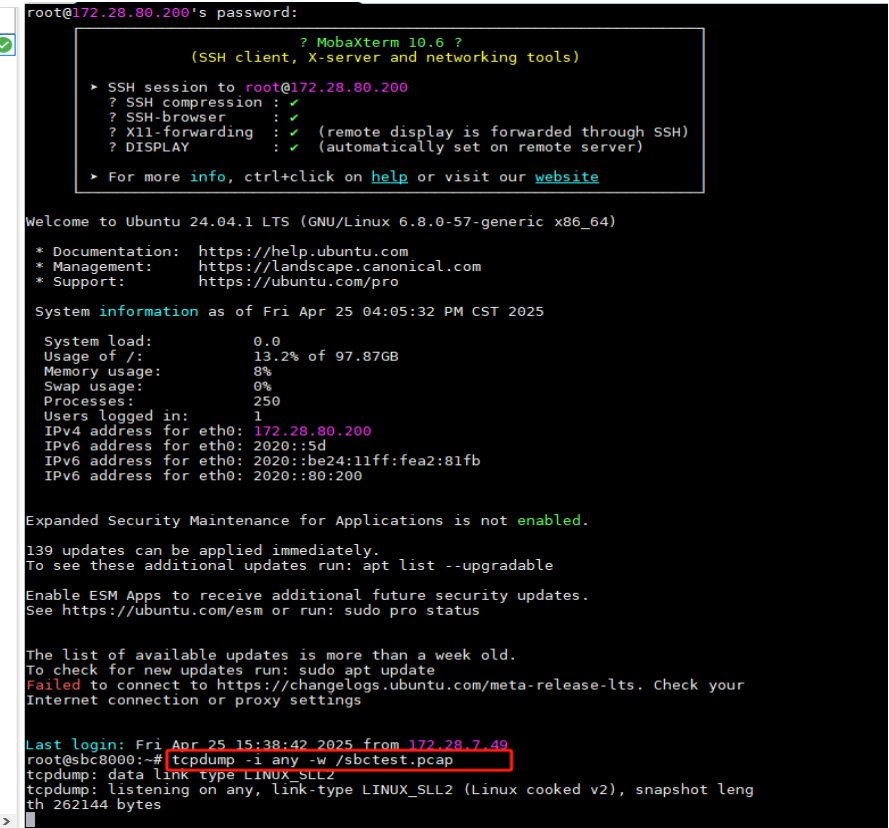 root@172.28.80.200's password:
? MobaXterm 10.6 ?
(SSH client, X-server and networking tools)
➤ SSH session to root@172.28.80.200
? SSH compression : ✔
? SSH-browser : ✔
? X11-forwarding : ✔ (remote display is forwarded through SSH)
? DISPLAY : ✔ (automatically set on remote server)
➤ For more info, ctrl+click on help or visit our website
Welcome to Ubuntu 24.04.1 LTS (GNU/Linux 6.8.0-57-generic x86_64)
* Documentation: https://help.ubuntu.com
* Management: https://landscape.canonical.com
* Support: https://ubuntu.com/pro
System information as of Fri Apr 25 04:05:32 PM CST 2025
System load: 0.0
Usage of /: 13.2% of 97.87GB
Memory usage: 8%
Swap usage: 0%
Processes: 250
Users logged in: 1
IPv4 address for eth0: 172.28.80.200
IPv6 address for eth0: 2020::5d
IPv6 address for eth0: 2020::be24:11ff:fea2:81fb
IPv6 address for eth0: 2020::80:200
Expanded Security Maintenance for Applications is not enabled.
139 updates can be applied immediately.
To see these additional updates run: apt list --upgradable
Enable ESM Apps to receive additional future security updates.
See https://ubuntu.com/esm or run: sudo pro status
The list of available updates is more than a week old.
To check for new updates run: sudo apt update
Failed to connect to https://changelogs.ubuntu.com/meta-release-lts. Check your
Internet connection or proxy settings
Last login: Fri Apr 25 15:38:42 2025 from 172.28.7.49
root@sbc8000:~# tcpdump -i any -w /sbctest.pcap
tcpdump: data link type LINUX_SLL2
tcpdump: listening on any, link-type LINUX_SLL2 (Linux cooked v2), snapshot leng
th 262144 bytes